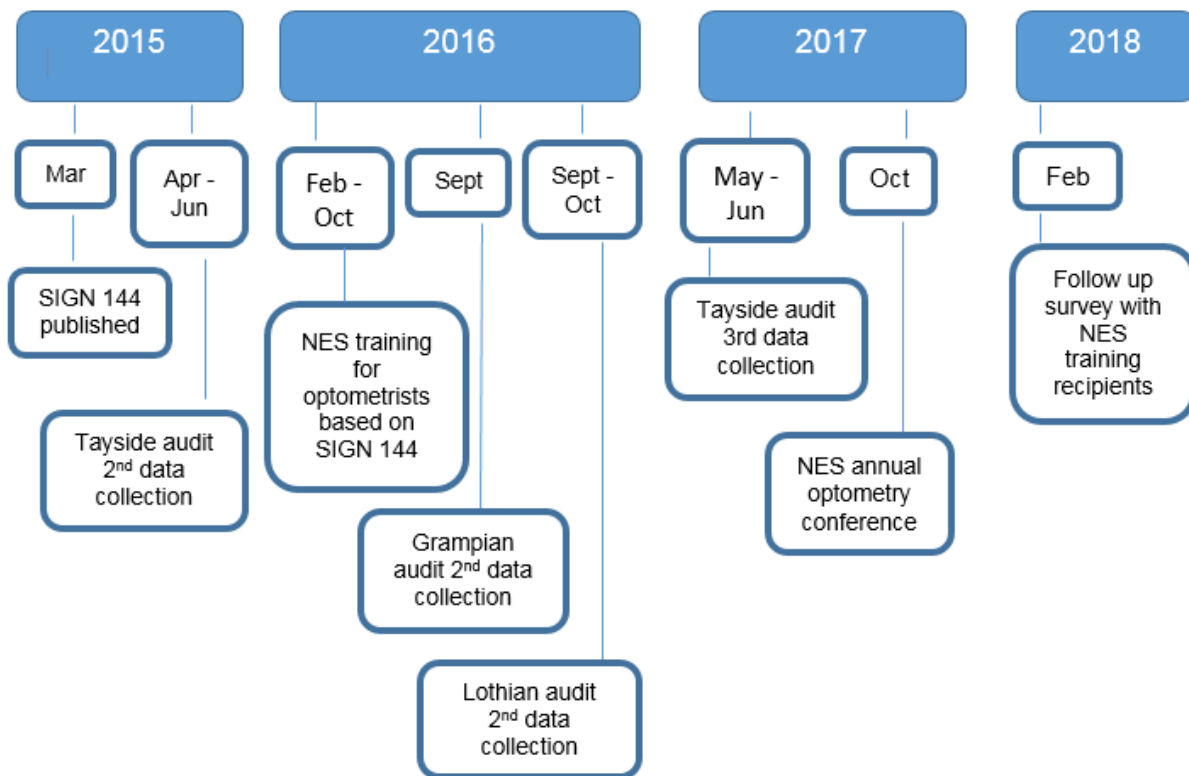 2015
2016
2017
2018
Mar
Apr -
Jun
Feb -
Oct
Sept
Sept -
Oct
May -
Jun
Oct
Feb
SIGN 144
published
Tayside audit
2nd data
collection
NES training
for
optometrists
based on
SIGN 144
Grampian
audit 2nd data
collection
Lothian audit
2nd data
collection
Tayside audit
3rd data
collection
NES annual
optometry
conference
Follow up
survey with
NES
training
recipients